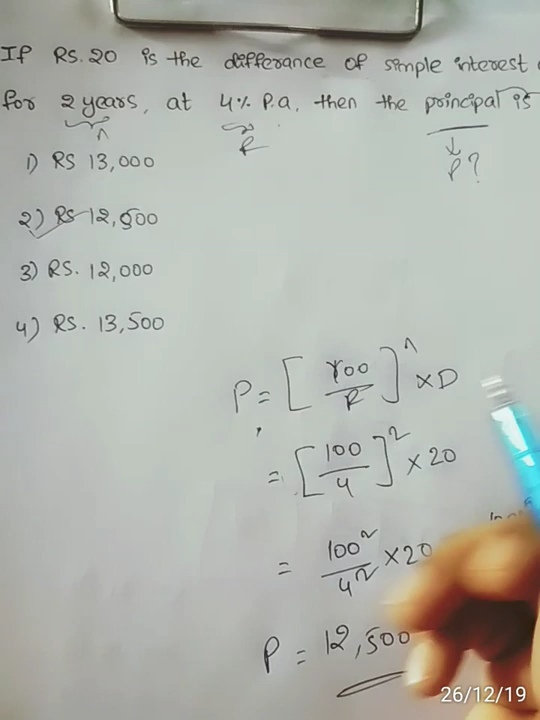 If RS. 20 is the differance of simple interest
for 2 years, at 4% P.a, then the principal is
n
R
↓
P?
1) RS 13,000
2) RS 12,500
3) RS. 12,000
4) RS. 13,500
P = [100/R]^n × D
= [100/4]^2 × 20
= 100^2/4^2 × 20
P = 12,500
26/12/19